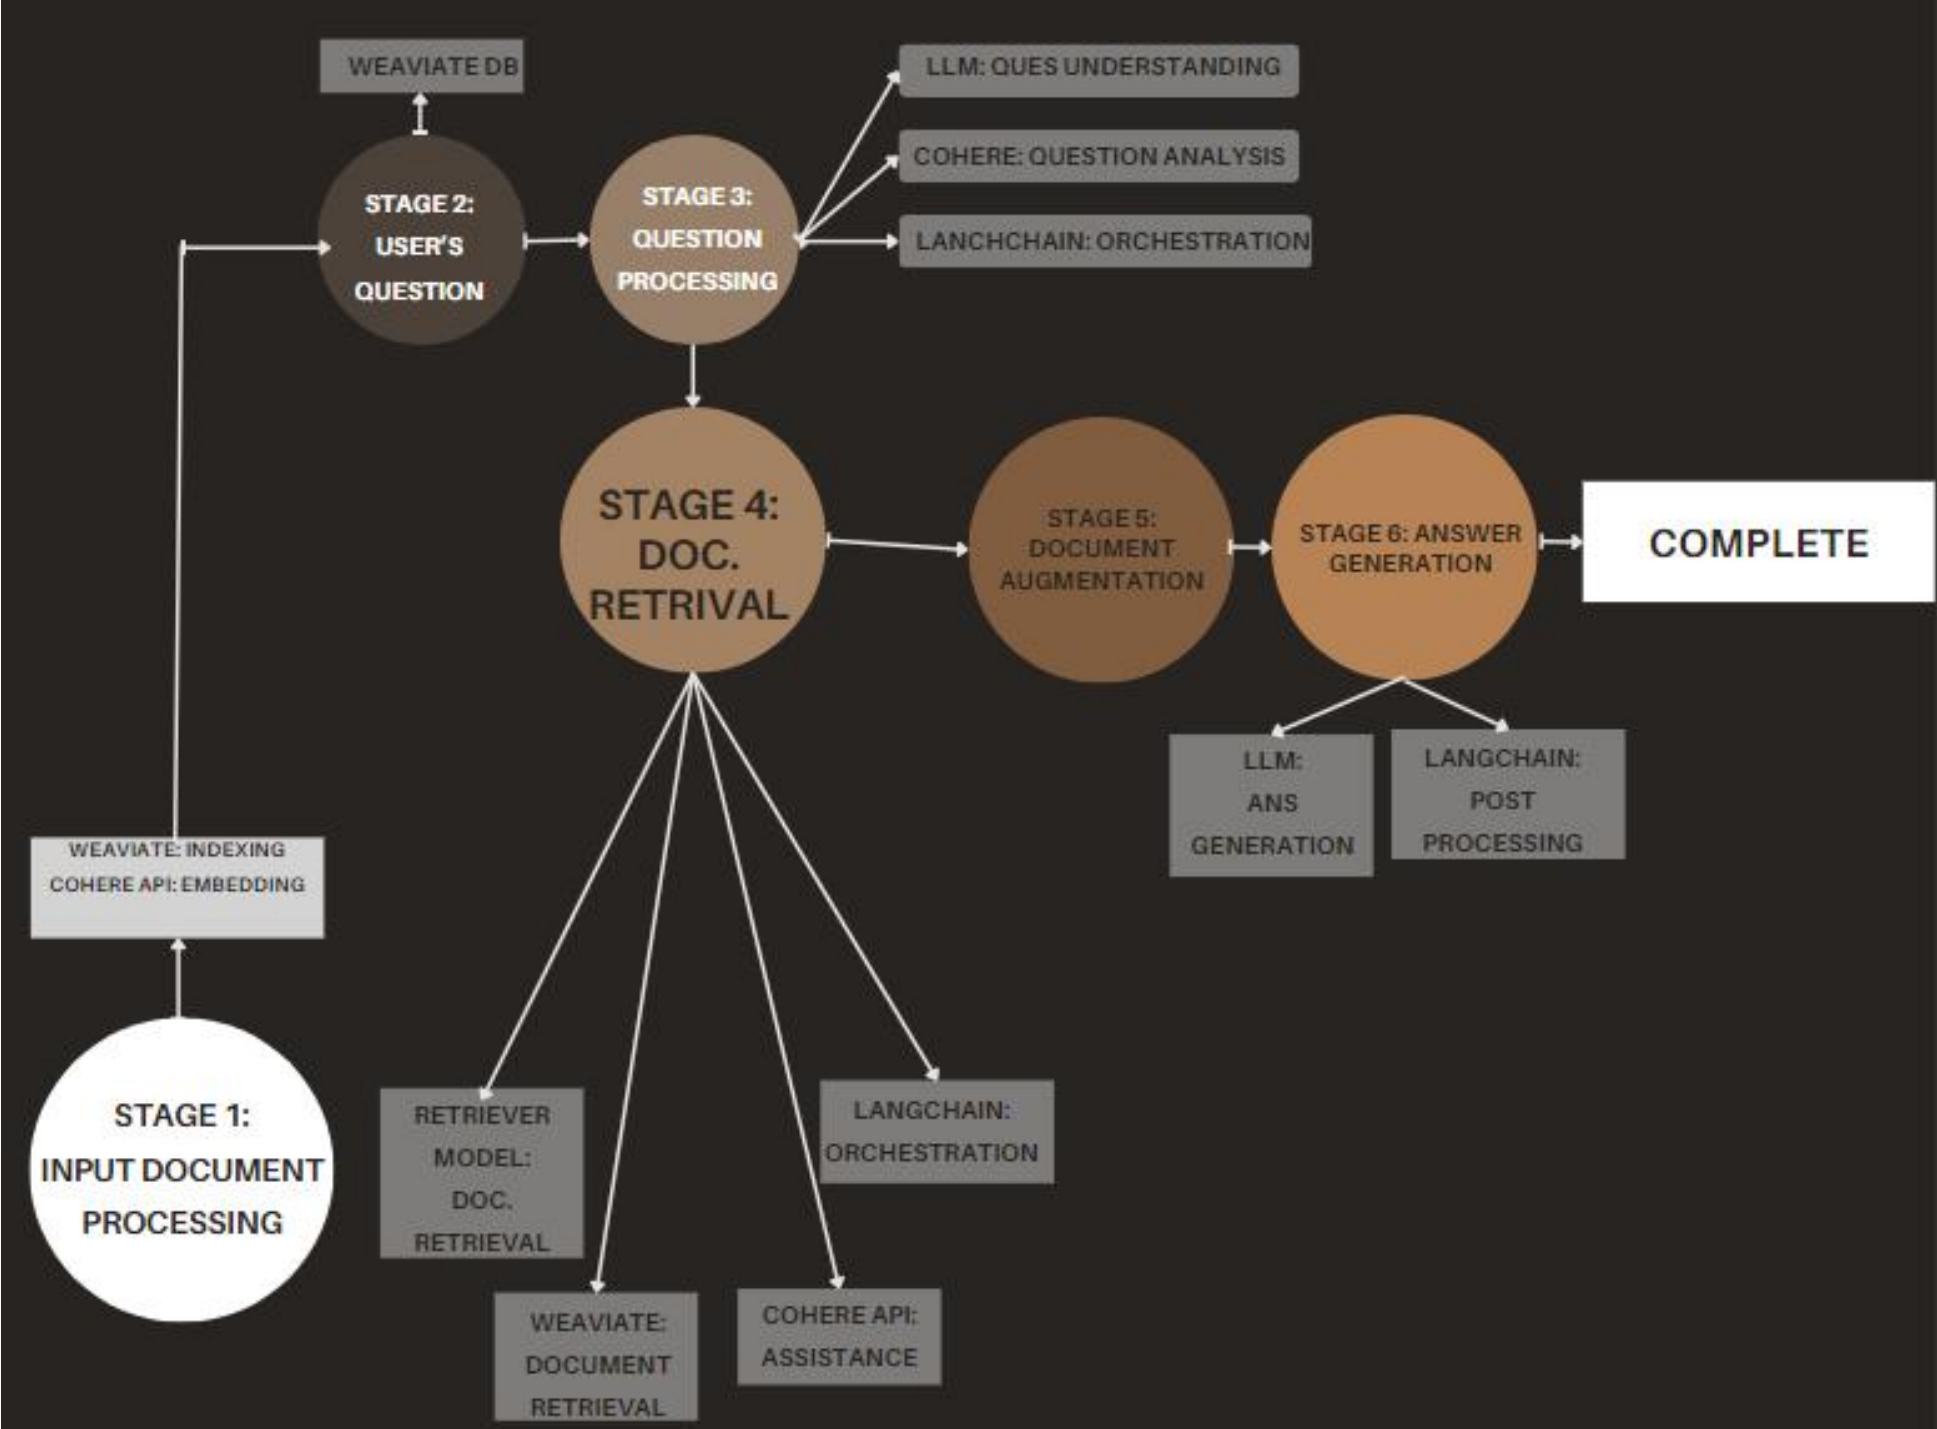 WEAVIATE DB
LLM: QUES UNDERSTANDING
COHERE: QUESTION ANALYSIS
LANCHCHAIN: ORCHESTRATION
STAGE 2:
USER'S
QUESTION
STAGE 3:
QUESTION
PROCESSING
STAGE 4:
DOC.
RETRIVAL
STAGE 5:
DOCUMENT
AUGMENTATION
STAGE 6: ANSWER
GENERATION
COMPLETE
LLM:
ANS
GENERATION
LANGCHAIN:
POST
PROCESSING
WEAVIATE: INDEXING
COHERE API: EMBEDDING
STAGE 1:
INPUT DOCUMENT
PROCESSING
RETRIEVER
MODEL:
DOC.
RETRIEVAL
LANGCHAIN:
ORCHESTRATION
WEAVIATE:
DOCUMENT
RETRIEVAL
COHERE API:
ASSISTANCE